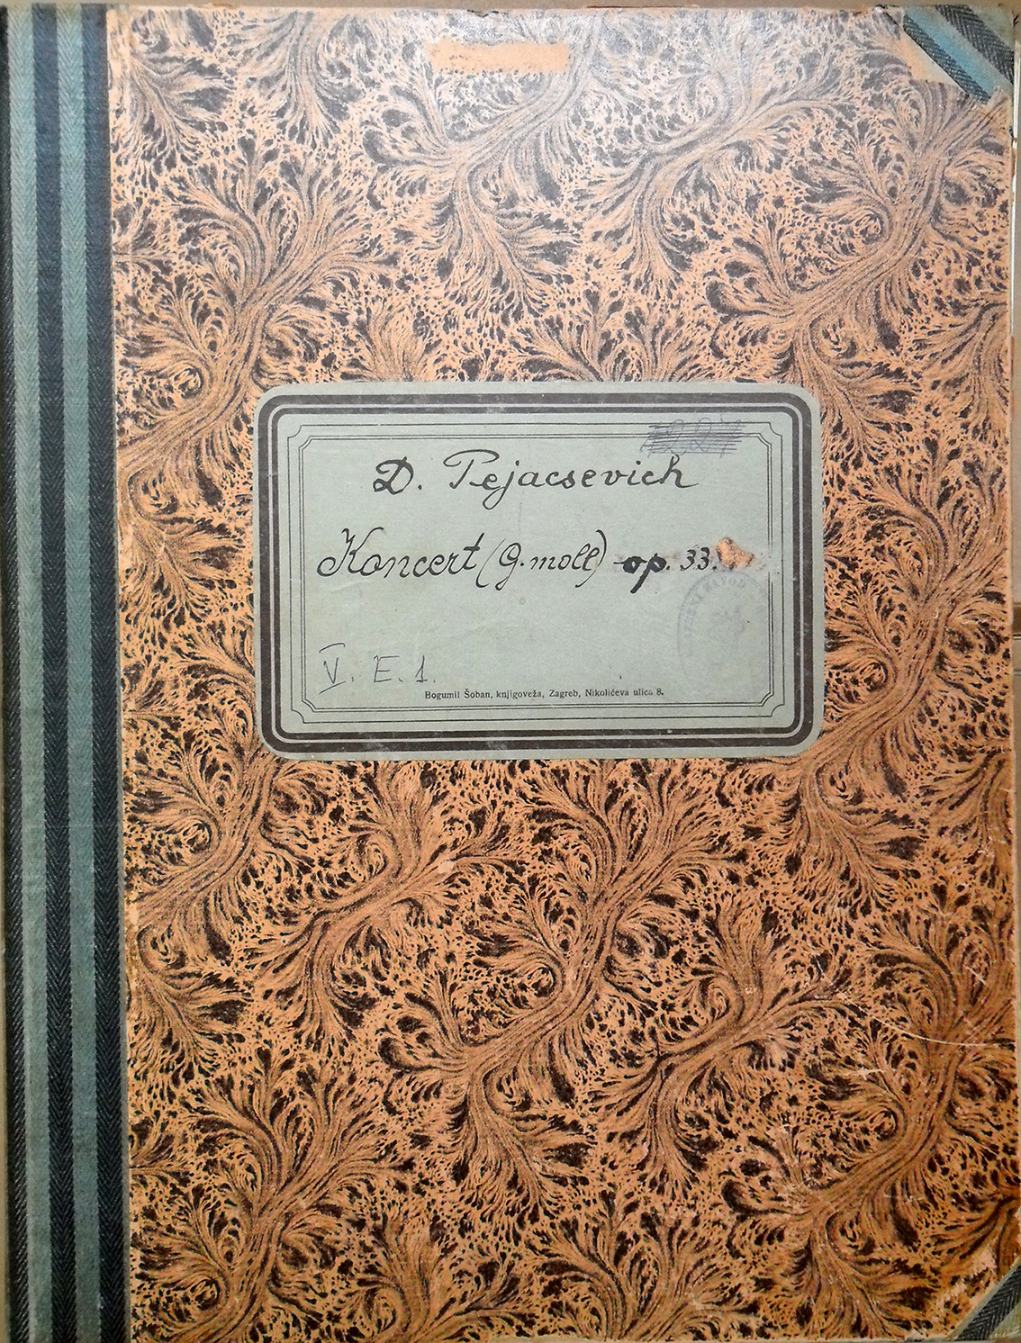 D. Pejacsevich
Koncert (G. moll) op. 33.
V. E. 1.
Bogumil Šoban, knjigoveža, Zagreb, Nikolićeva ulica 8.